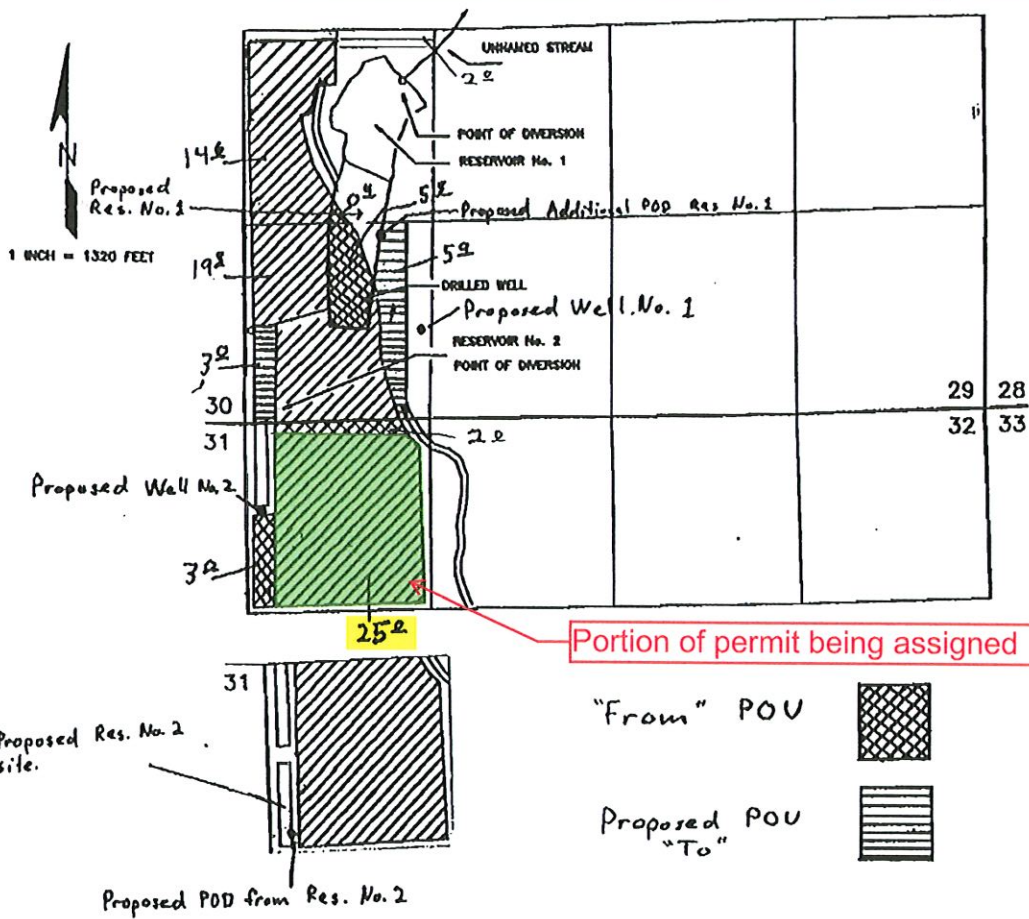 UNNAMED STREAM
2ª
POINT OF DIVERSION
RESERVOIR No. 1
N
1 INCH = 1320 FEET
Proposed
Res. No. 1
5ª
Proposed Additional POD Res. No. 1
5ª
DRILLED WELL
Proposed Well No. 1
RESERVOIR No. 2
POINT OF DIVERSION
3ª
30
31
29 28
32 33
2ª
Proposed Well No. 2
3ª
25ª
Portion of permit being assigned
31
Proposed Res. No. 2
site.
Proposed POD from Res. No. 2
"From" POU
Proposed POU
"To"